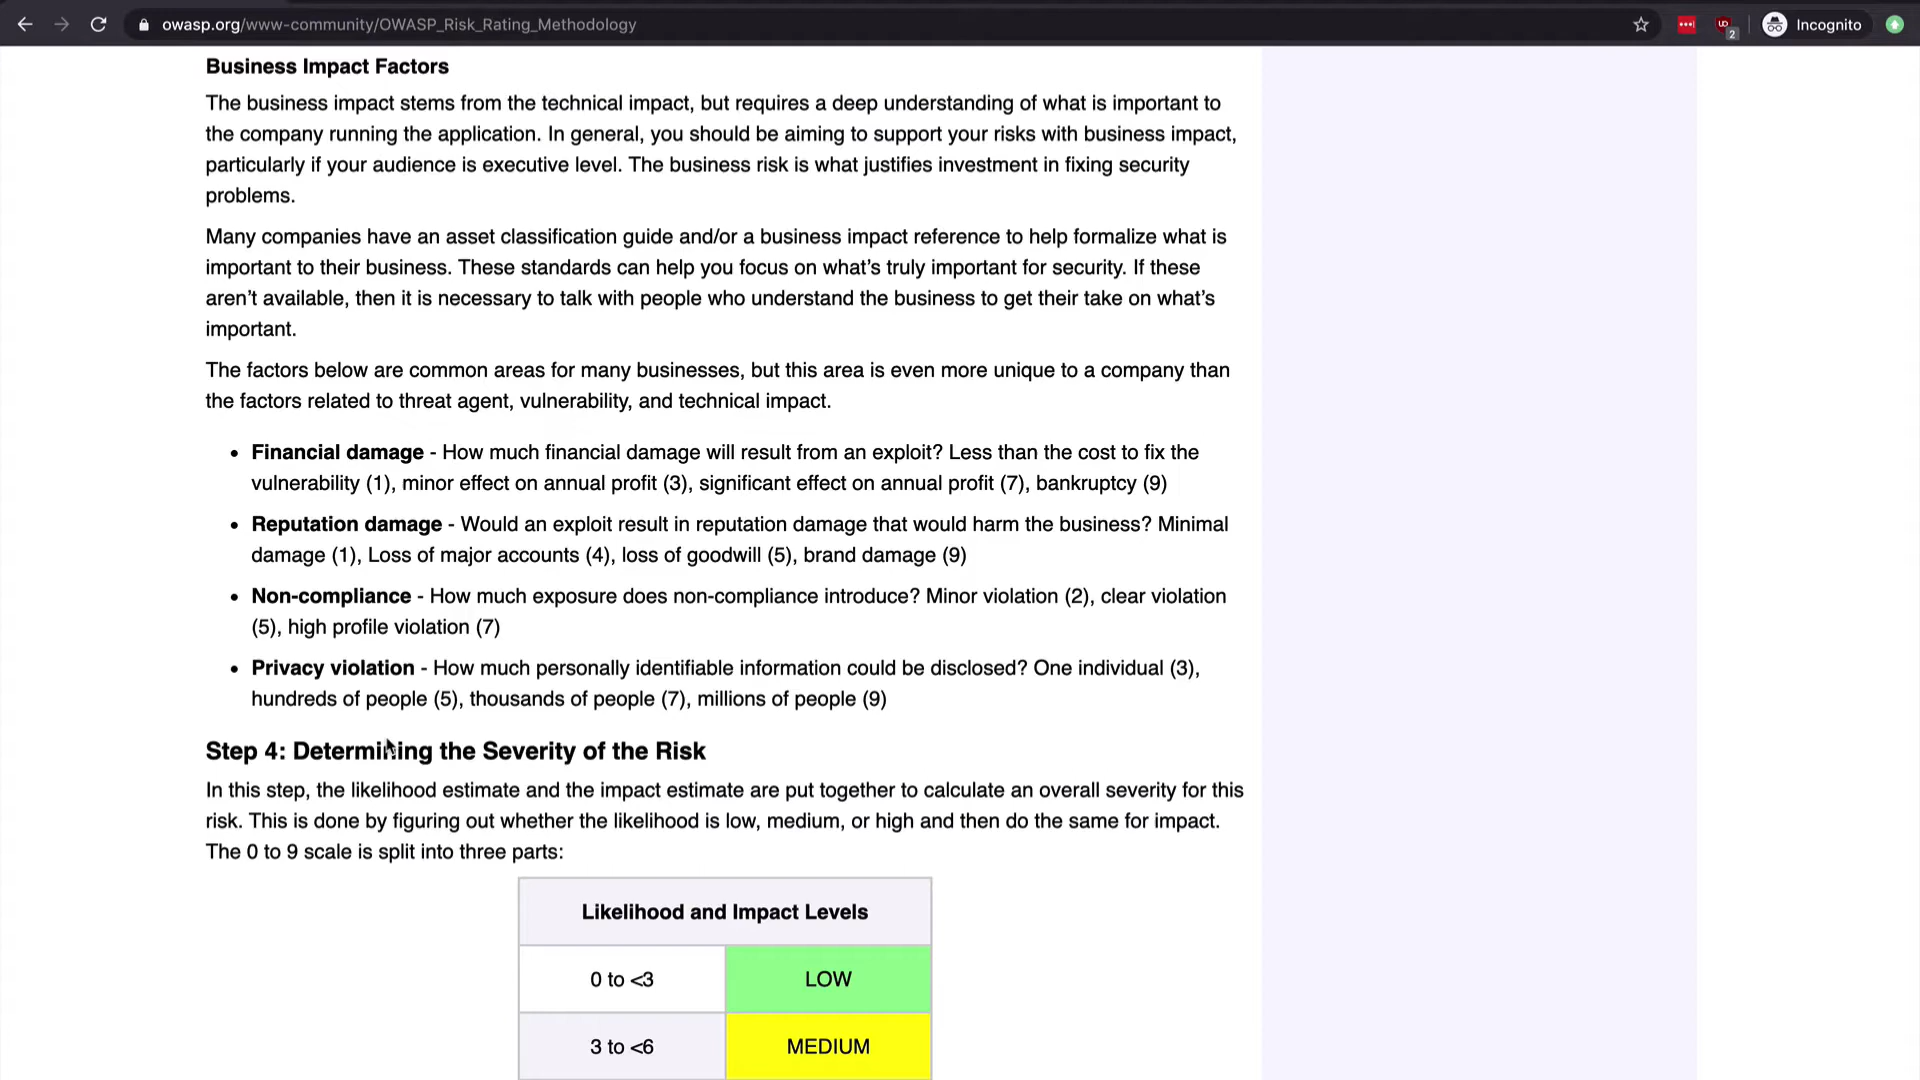 owasp.org/www-community/OWASP_Risk_Rating_Methodology
2
Incognito
Business Impact Factors
The business impact stems from the technical impact, but requires a deep understanding of what is important to
the company running the application. In general, you should be aiming to support your risks with business impact,
particularly if your audience is executive level. The business risk is what justifies investment in fixing security
problems.
Many companies have an asset classification guide and/or a business impact reference to help formalize what is
important to their business. These standards can help you focus on what’s truly important for security. If these
aren’t available, then it is necessary to talk with people who understand the business to get their take on what’s
important.
The factors below are common areas for many businesses, but this area is even more unique to a company than
the factors related to threat agent, vulnerability, and technical impact.
• Financial damage - How much financial damage will result from an exploit? Less than the cost to fix the
vulnerability (1), minor effect on annual profit (3), significant effect on annual profit (7), bankruptcy (9)
• Reputation damage - Would an exploit result in reputation damage that would harm the business? Minimal
damage (1), Loss of major accounts (4), loss of goodwill (5), brand damage (9)
• Non-compliance - How much exposure does non-compliance introduce? Minor violation (2), clear violation
(5), high profile violation (7)
• Privacy violation - How much personally identifiable information could be disclosed? One individual (3),
hundreds of people (5), thousands of people (7), millions of people (9)
Step 4: Determining the Severity of the Risk
In this step, the likelihood estimate and the impact estimate are put together to calculate an overall severity for this
risk. This is done by figuring out whether the likelihood is low, medium, or high and then do the same for impact.
The 0 to 9 scale is split into three parts:
Likelihood and Impact Levels
0 to <3 LOW
3 to <6 MEDIUM